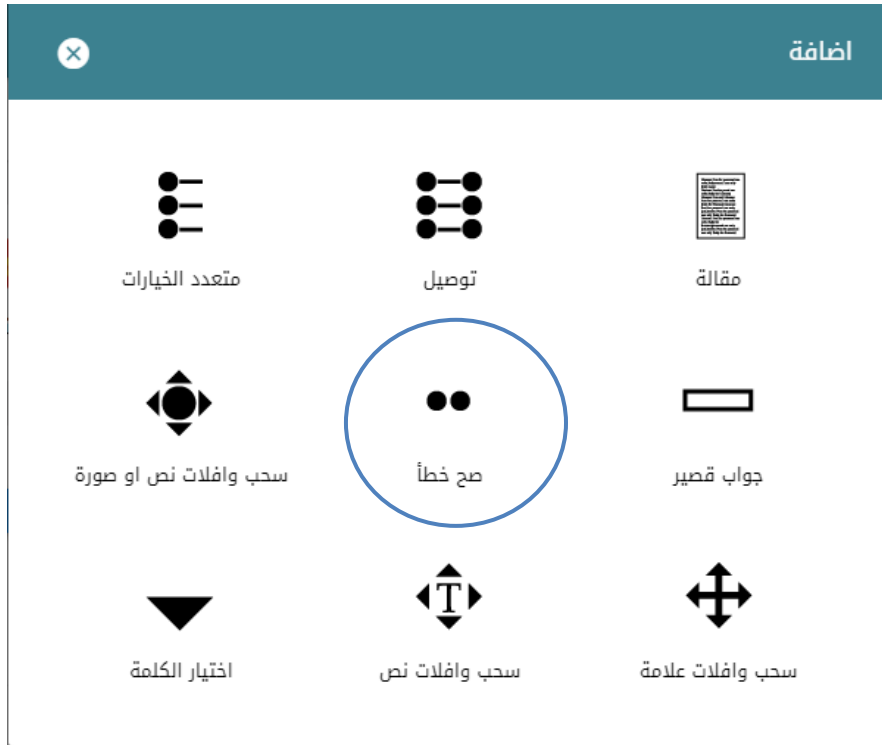 اضافة
مقالة
توصيل
متعدد الخيارات
جواب قصير
صح خطأ
سحب وافلات نص او صورة
T
سحب وافلات علامة
سحب وافلات نص
اختيار الكلمة